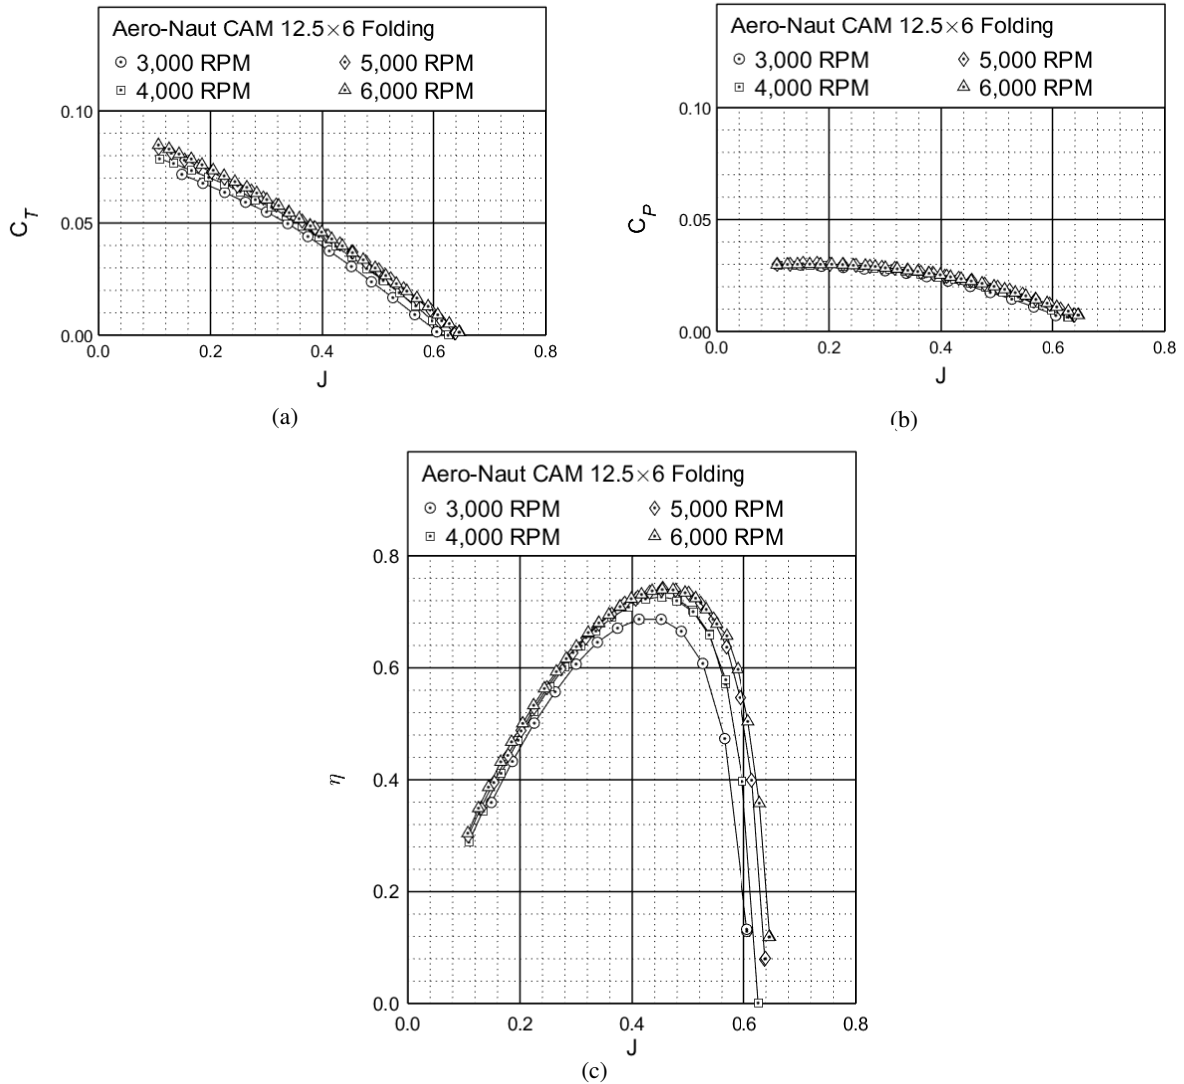 Aero-Naut CAM 12.5×6 Folding
3,000 RPM 5,000 RPM
4,000 RPM 6,000 RPM
0.10
0.05
0.00
C_T
0.0 0.2 0.4 0.6 0.8
J
(a)
Aero-Naut CAM 12.5×6 Folding
3,000 RPM 5,000 RPM
4,000 RPM 6,000 RPM
0.10
0.05
0.00
C_P
0.0 0.2 0.4 0.6 0.8
J
(b)
Aero-Naut CAM 12.5×6 Folding
3,000 RPM 5,000 RPM
4,000 RPM 6,000 RPM
0.8
0.6
0.4
0.2
0.0
η
0.0 0.2 0.4 0.6 0.8
J
(c)